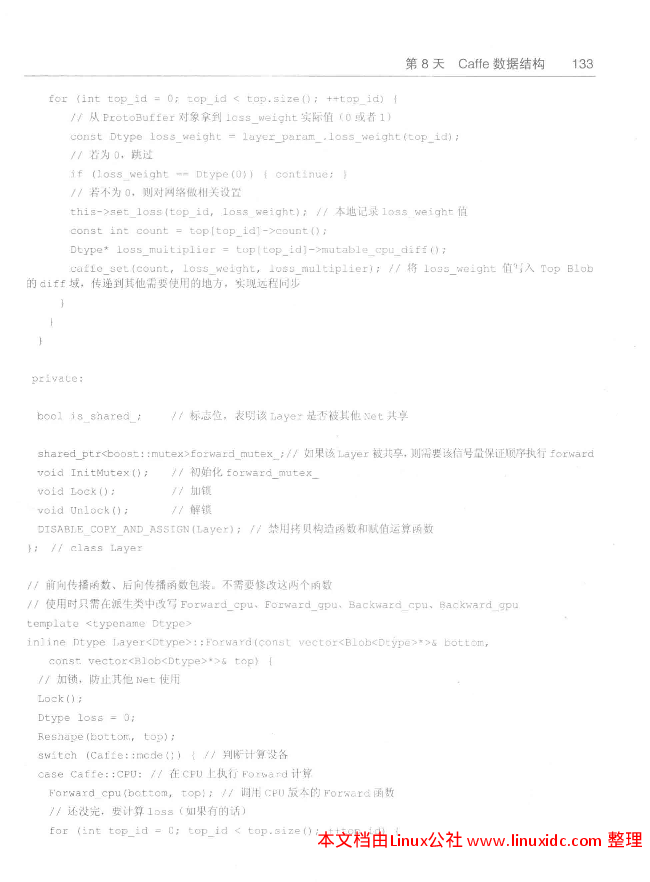 第 8 天 Caffe 数据结构 133
for (int top_id = 0; top_id < top.size(); ++top_id) {
// 从 ProtoBuffer 对象拿到 loss_weight 实际值（0 或者 1）
const Dtype loss_weight = layer_param_.loss_weight(top_id);
// 若为 0，跳过
if (loss_weight == Dtype(0)) { continue; }
// 若不为 0，则对网络做相关设置
this->set_loss(top_id, loss_weight); // 本地记录 loss_weight 值
const int count = top[top_id]->count();
Dtype* loss_multiplier = top[top_id]->mutable_cpu_diff();
caffe_set(count, loss_weight, loss_multiplier); // 将 loss_weight 值写入 Top Blob
的 diff 域，传递到其他需要使用的地方，实现远程同步
}
}
}
private:
bool is_shared_; // 标志位，表明该 Layer 是否被其他 Net 共享
shared_ptr<boost::mutex>forward_mutex_;// 如果该 Layer 被共享，则需要该信号量保证顺序执行 forward
void InitMutex(); // 初始化 forward_mutex_
void Lock(); // 加锁
void Unlock(); // 解锁
DISABLE_COPY_AND_ASSIGN(Layer); // 禁用拷贝构造函数和赋值运算函数
}; // class Layer
// 前向传播函数、后向传播函数包装。不需要修改这两个函数
// 使用时只需在派生类中改写 Forward_cpu、Forward_gpu、Backward_cpu、Backward_gpu
template <typename Dtype>
inline Dtype Layer<Dtype>::Forward(const vector<Blob<Dtype>*>& bottom,
const vector<Blob<Dtype>*>& top) {
// 加锁，防止其他 Net 使用
Lock();
Dtype loss = 0;
Reshape(bottom, top);
switch (Caffe::mode()) { // 判断计算设备
case Caffe::CPU: // 在 CPU 上执行 Forward 计算
Forward_cpu(bottom, top); // 调用 CPU 版本的 Forward 函数
// 还没完，要计算 loss（如果有的话）
for (int top_id = 0; top_id < top.size(); ++top_id) {
本文档由Linux公社 www.linuxidc.com 整理